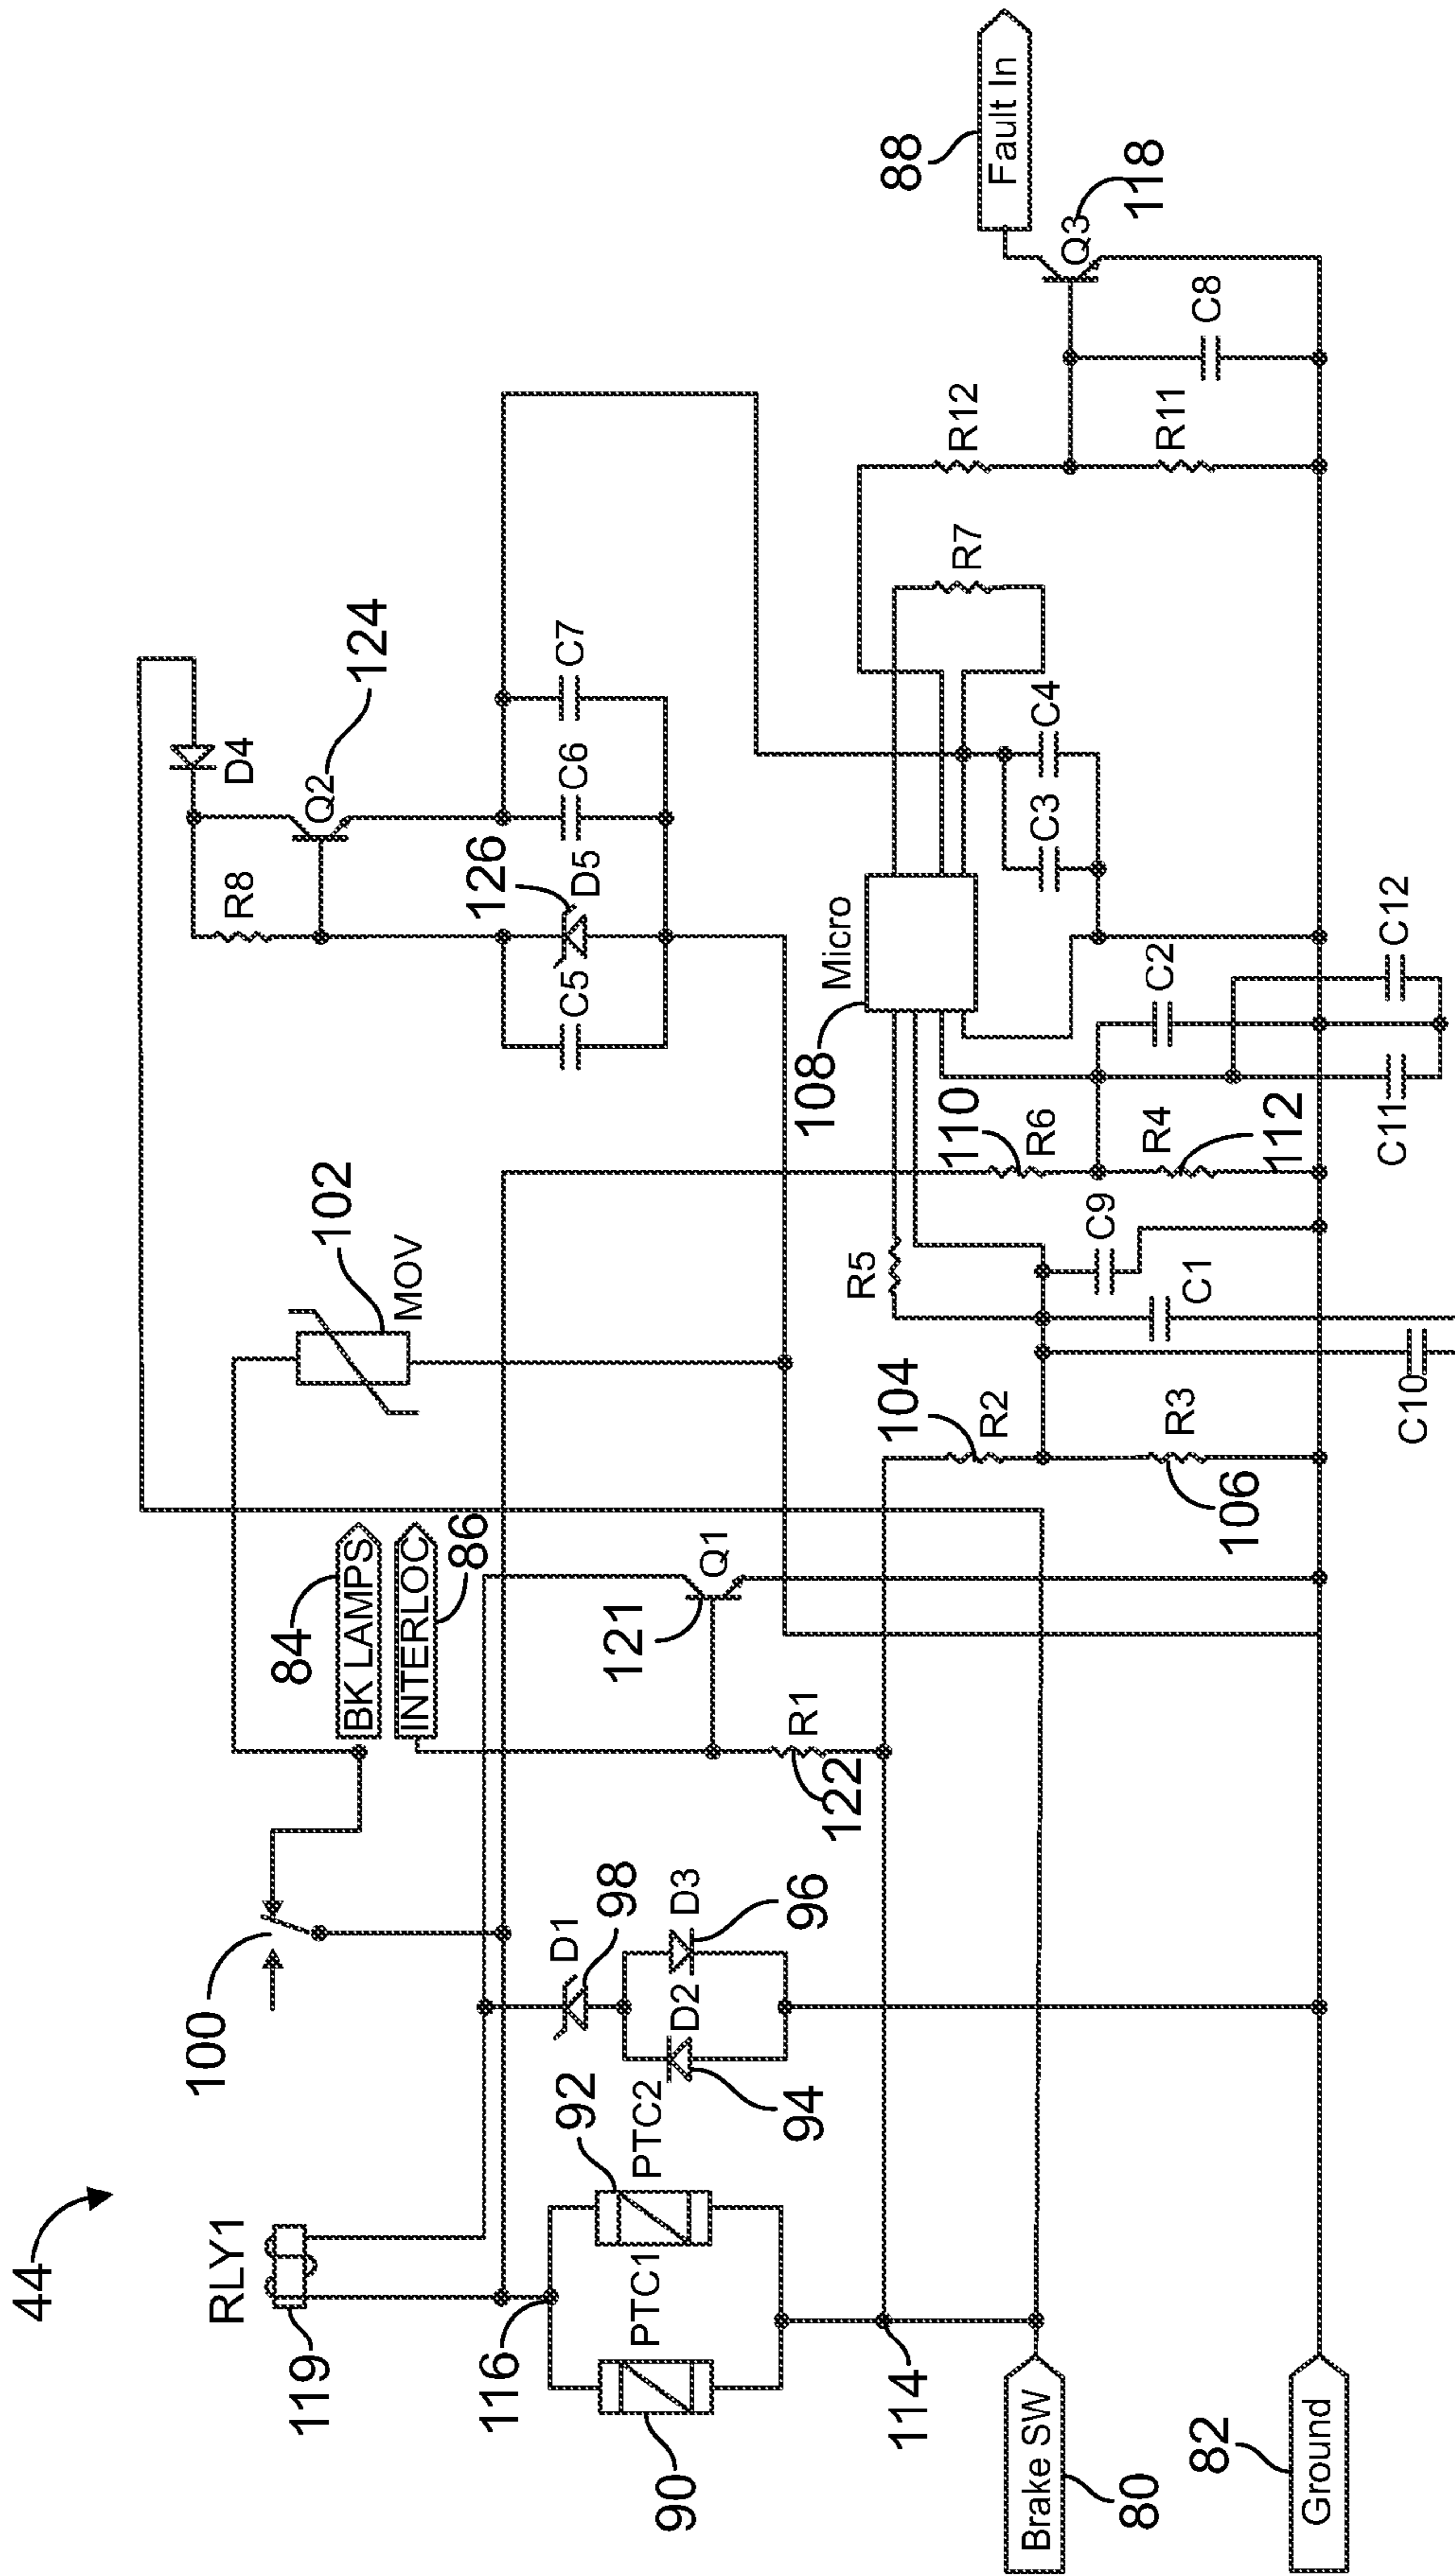 44
RLY1
119
100
84
BK LAMPS
INTERLOC
86
102
MOV
D4
R8
Q2
124
126
D5
C5
C6
C7
116
PTC1
90
92
PTC2
D1
98
D2
D3
94
96
121
Q1
R1
122
114
104
R2
R3
106
R5
C9
C1
C10
108
Micro
110
R6
R4
112
C2
C11
C12
C3
C4
R7
R12
R11
C8
Q3
118
88
Fault In
Brake SW
80
82
Ground